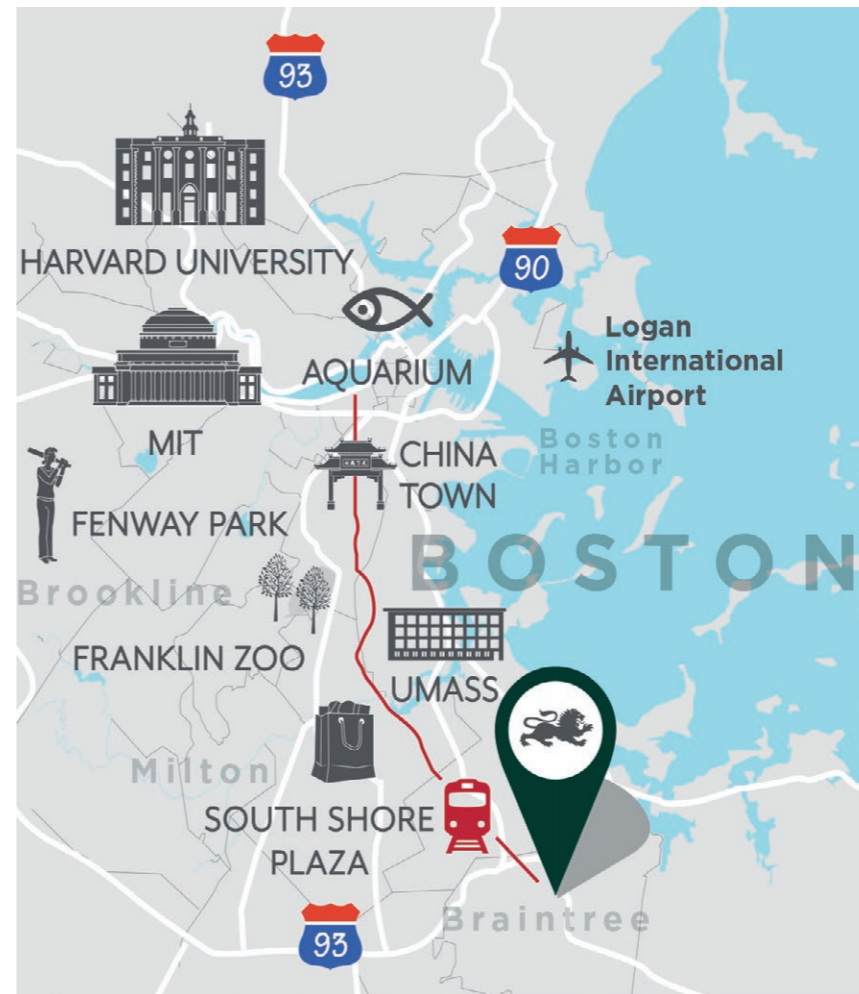 93
HARVARD UNIVERSITY
90
AQUARIUM
Logan
International
Airport
MIT
CHINA
TOWN
Boston
Harbor
FENWAY PARK
BOSTON
Brookline
FRANKLIN ZOO
UMASS
Milton
SOUTH SHORE
PLAZA
Braintree
93